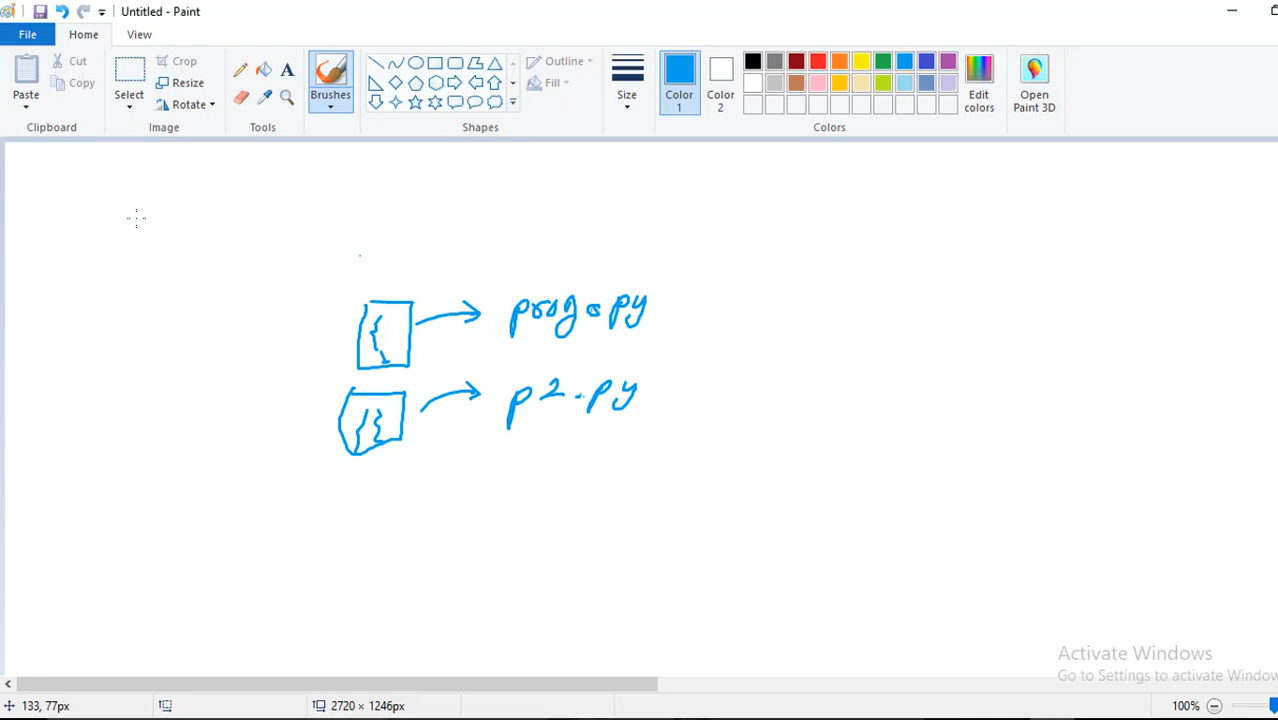 Untitled - Paint
File Home View
Paste
Clipboard
Cut
Copy
Select
Crop
Resize
Rotate
Image
Tools
Brushes
Shapes
Outline
Fill
Size
Color 1
Color 2
Edit colors
Colors
Open Paint 3D
prog.py
p2.py
Activate Windows
Go to Settings to activate Window
133, 77px
2720 × 1246px
100%